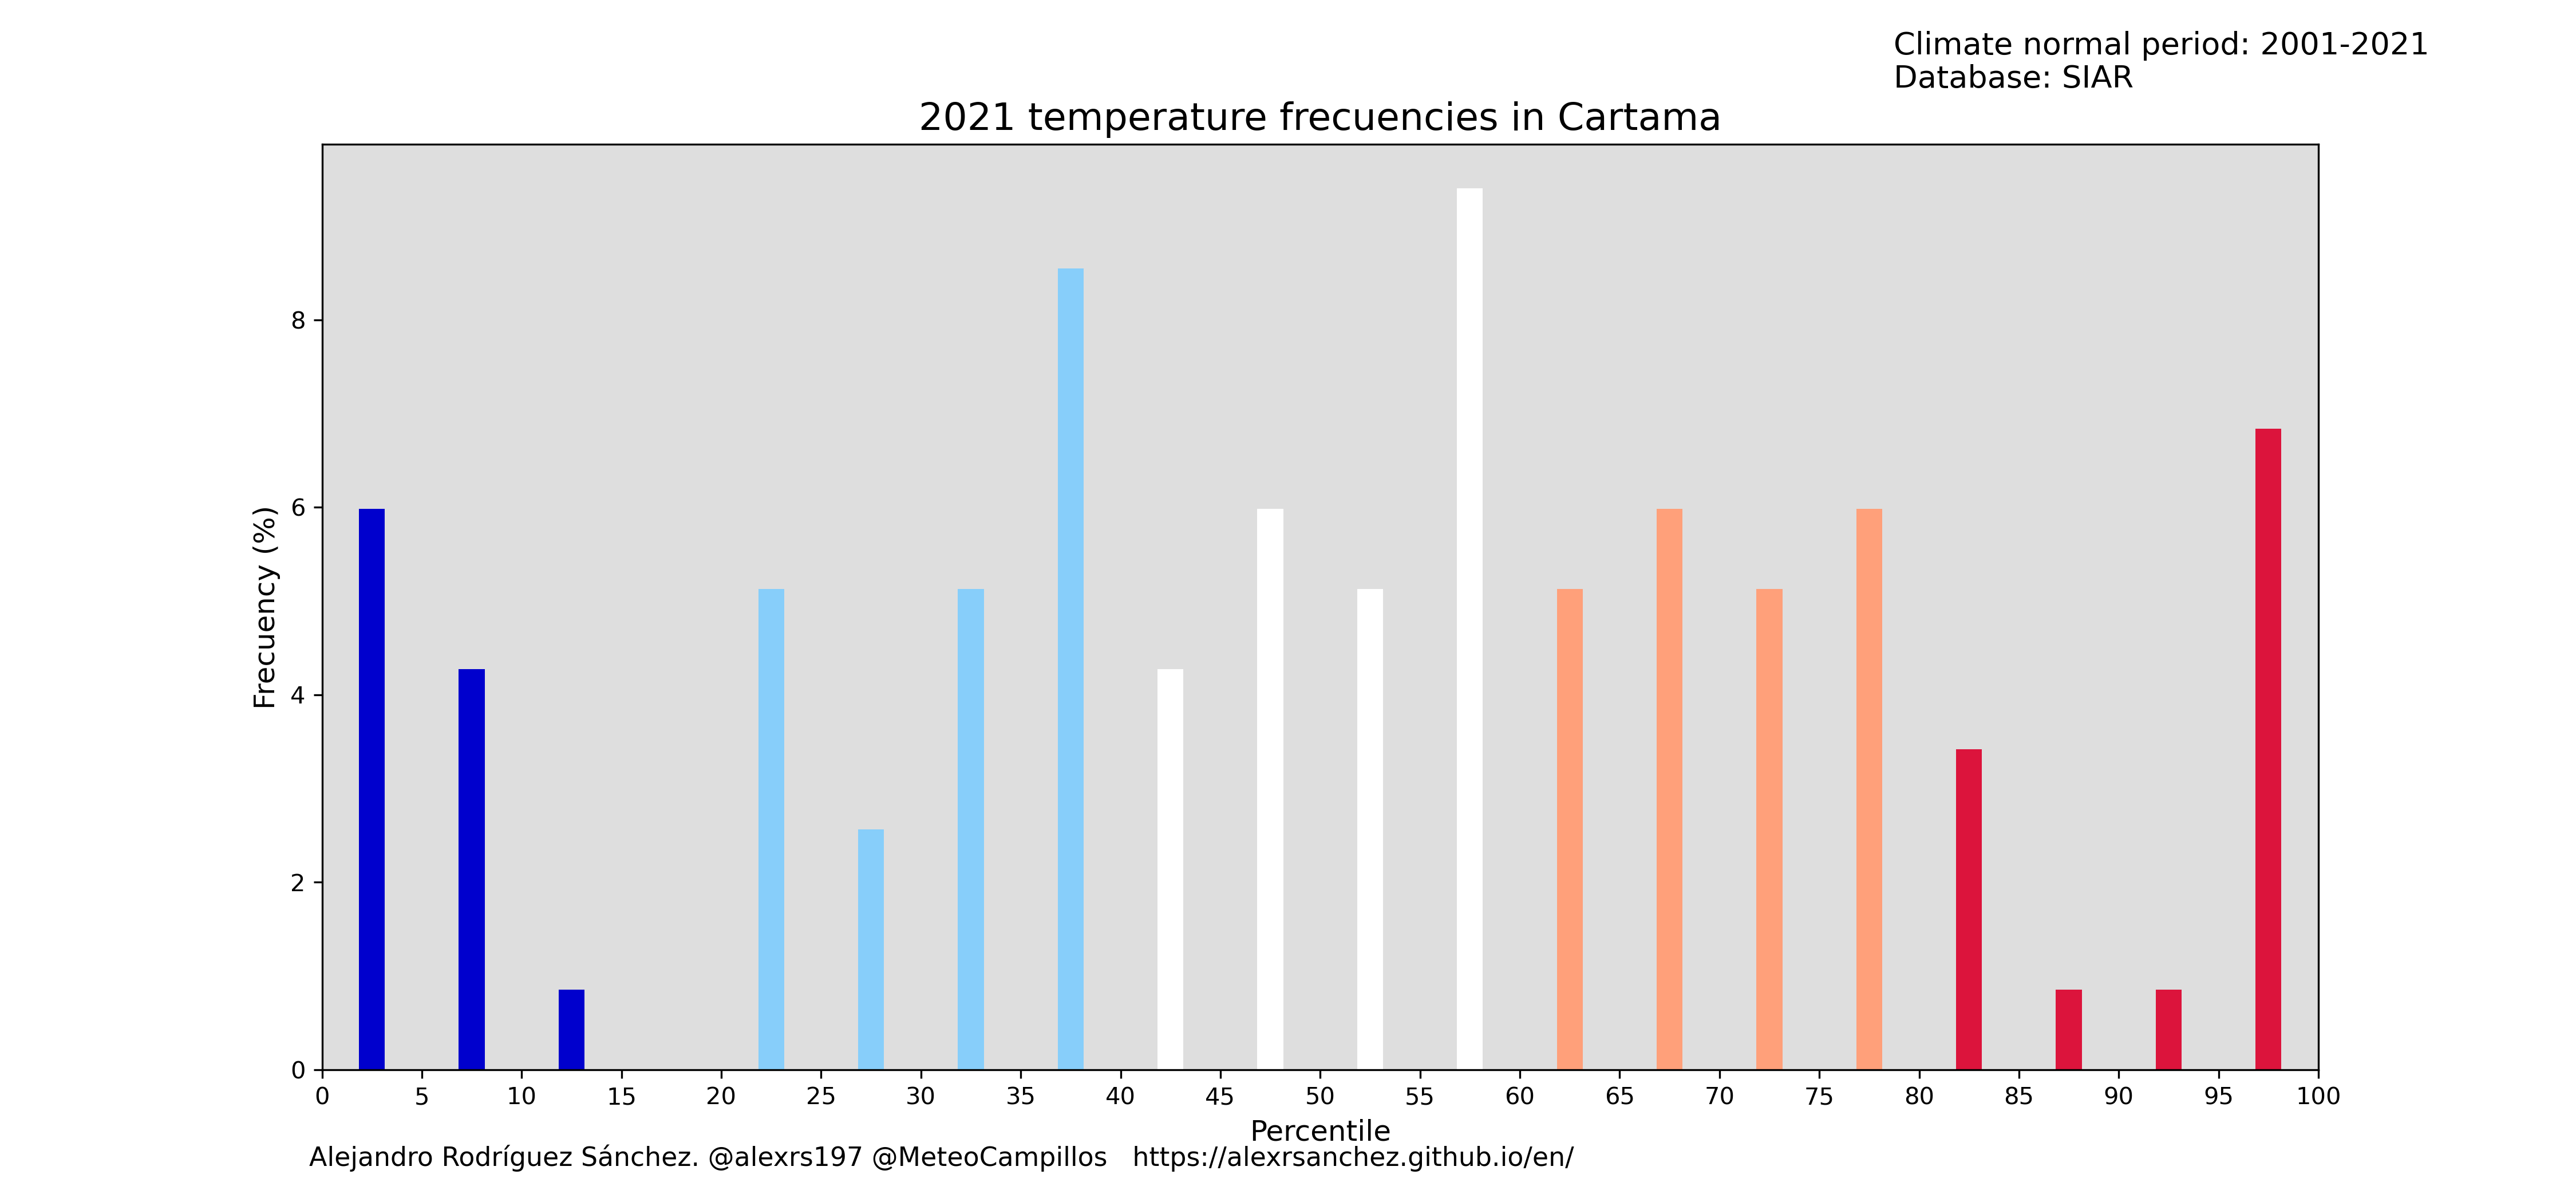 Climate normal period: 2001-2021
Database: SIAR
2021 temperature frecuencies in Cartama
Frecuency (%)
8
6
4
2
0
0 5 10 15 20 25 30 35 40 45 50 55 60 65 70 75 80 85 90 95 100
Percentile
Alejandro Rodríguez Sánchez. @alexrs197 @MeteoCampillos https://alexrsanchez.github.io/en/